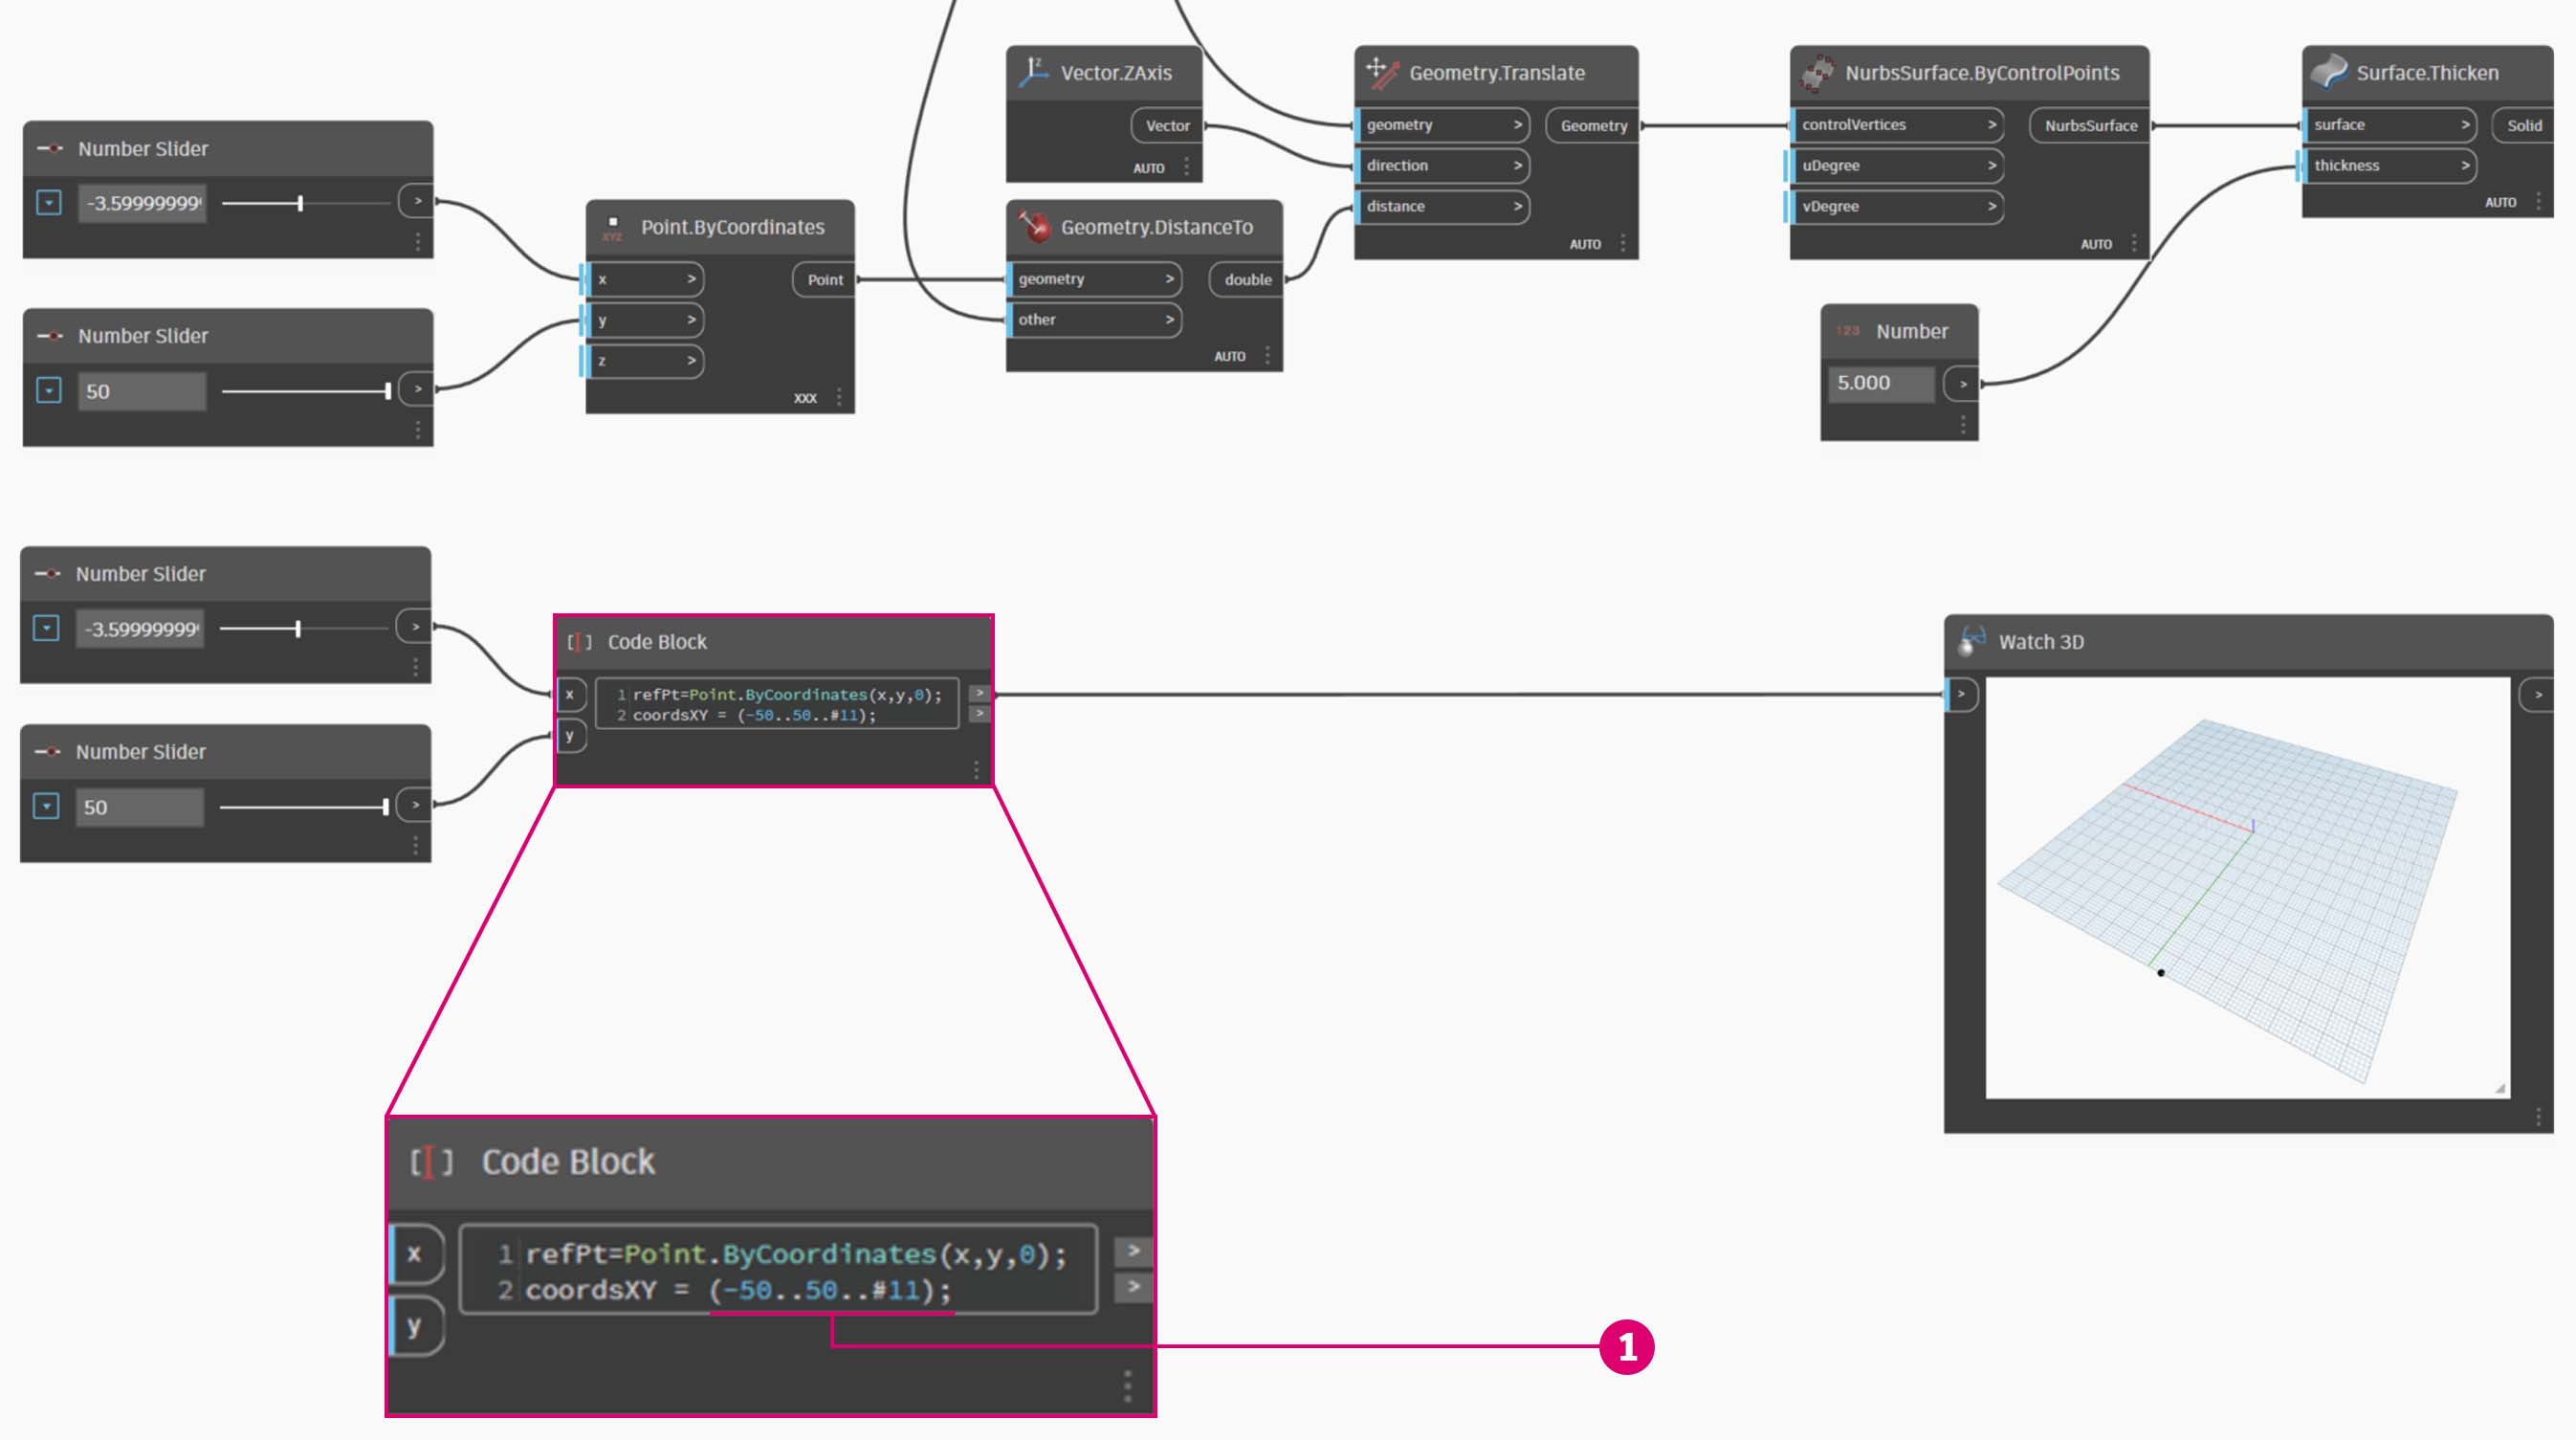 Number Slider
-3.59999999
>
Number Slider
50
>
XYZ
Point.ByCoordinates
x >
Point
y >
z >
XXX
Z
Vector.ZAxis
Vector
AUTO
Geometry.DistanceTo
geometry >
double
other >
AUTO
Geometry.Translate
geometry >
Geometry
direction >
distance >
AUTO
NurbsSurface.ByControlPoints
controlVertices >
NurbsSurface
uDegree >
vDegree >
AUTO
123 Number
5.000
>
Surface.Thicken
surface >
Solid
thickness >
AUTO
Number Slider
-3.59999999
>
Number Slider
50
>
[I] Code Block
x
y
1 refPt=Point.ByCoordinates(x,y,0);
2 coordsXY = (-50..50..#11);
>
>
Watch 3D
>
>
[I] Code Block
x
y
1 refPt=Point.ByCoordinates(x,y,0);
2 coordsXY = (-50..50..#11);
>
>
1